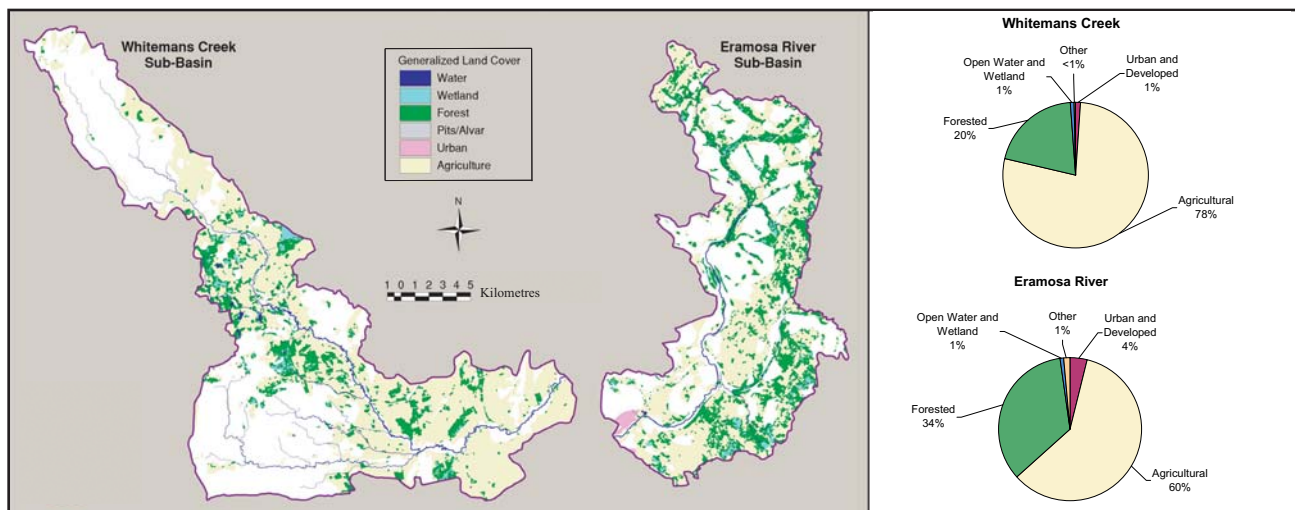 Whitemans Creek
Sub-Basin
Generalized Land Cover
Water
Wetland
Forest
Pits/Alvar
Urban
Agriculture
N
1 0 1 2 3 4 5 Kilometres
Eramosa River
Sub-Basin
Whitemans Creek
Other
<1%
Open Water and
Wetland
1%
Urban and
Developed
1%
Forested
20%
Agricultural
78%
Eramosa River
Open Water and
Wetland
1%
Other
1%
Urban and
Developed
4%
Forested
34%
Agricultural
60%